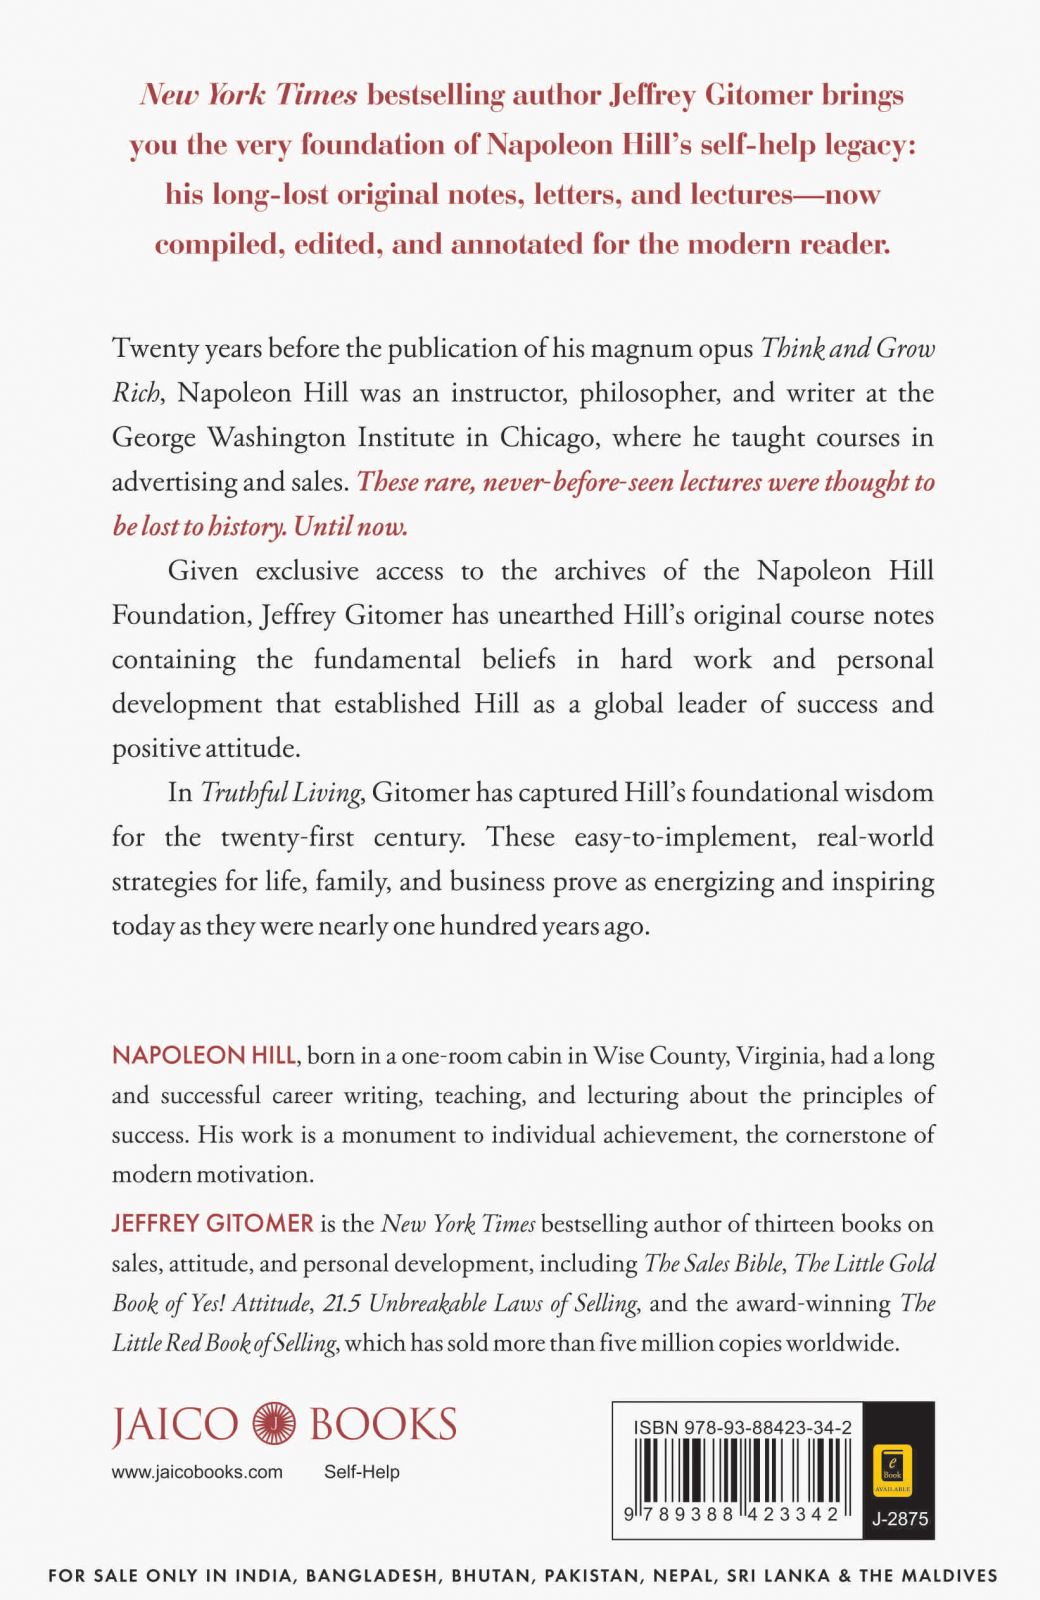 New York Times bestselling author Jeffrey Gitomer brings
you the very foundation of Napoleon Hill’s self-help legacy:
his long-lost original notes, letters, and lectures—now
compiled, edited, and annotated for the modern reader.
Twenty years before the publication of his magnum opus Think and Grow
Rich, Napoleon Hill was an instructor, philosopher, and writer at the
George Washington Institute in Chicago, where he taught courses in
advertising and sales. These rare, never-before-seen lectures were thought to
be lost to history. Until now.
Given exclusive access to the archives of the Napoleon Hill
Foundation, Jeffrey Gitomer has unearthed Hill’s original course notes
containing the fundamental beliefs in hard work and personal
development that established Hill as a global leader of success and
positive attitude.
In Truthful Living, Gitomer has captured Hill’s foundational wisdom
for the twenty-first century. These easy-to-implement, real-world
strategies for life, family, and business prove as energizing and inspiring
today as they were nearly one hundred years ago.
NAPOLEON HILL, born in a one-room cabin in Wise County, Virginia, had a long
and successful career writing, teaching, and lecturing about the principles of
success. His work is a monument to individual achievement, the cornerstone of
modern motivation.
JEFFREY GITOMER is the New York Times bestselling author of thirteen books on
sales, attitude, and personal development, including The Sales Bible, The Little Gold
Book of Yes! Attitude, 21.5 Unbreakable Laws of Selling, and the award-winning The
Little Red Book of Selling, which has sold more than five million copies worldwide.
JAICO J BOOKS
www.jaicobooks.com Self-Help
ISBN 978-93-88423-34-2
9 789388 423342
e
Book
AVAILABLE
J-2875
FOR SALE ONLY IN INDIA, BANGLADESH, BHUTAN, PAKISTAN, NEPAL, SRI LANKA & THE MALDIVES